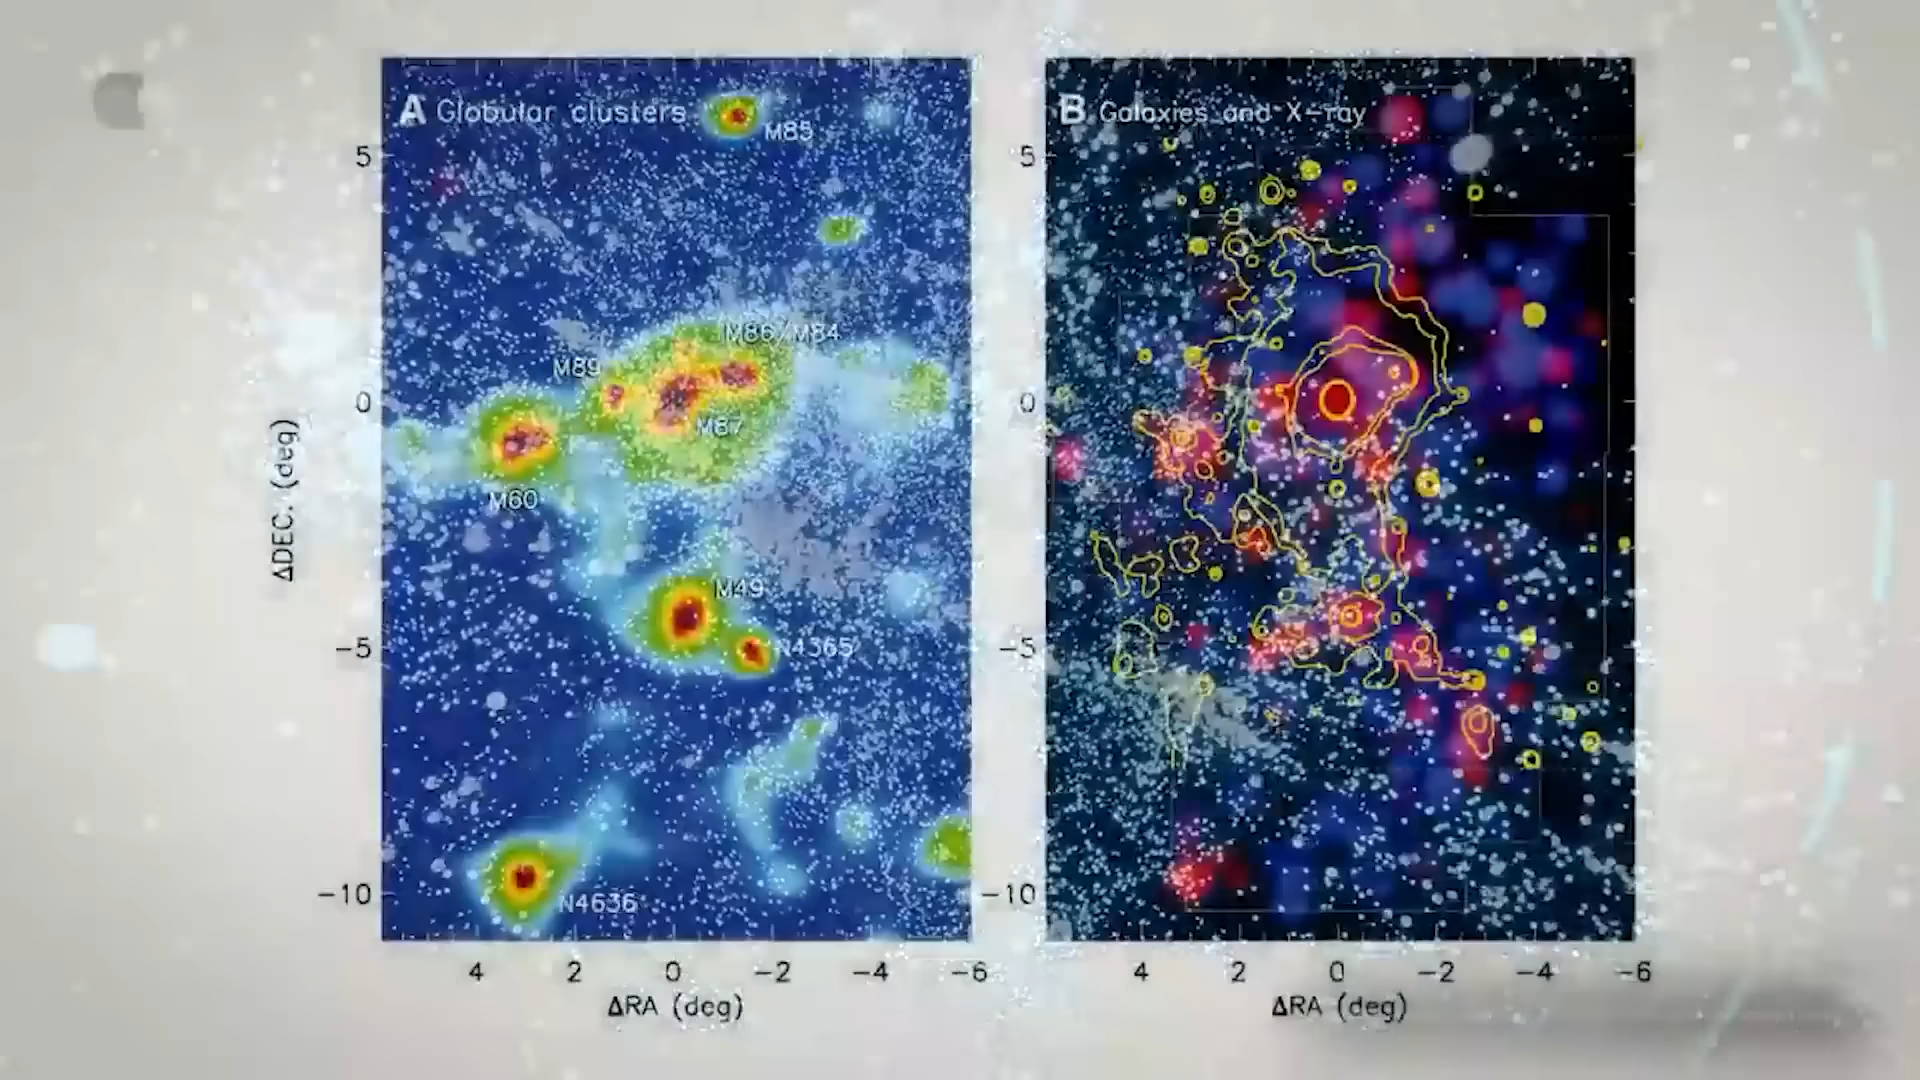 A Globular clusters
M85
M86/M84
M89
M87
M60
M49
N4365
N4636
5
0
−5
−10
ΔDEC. (deg)
4 2 0 −2 −4 −6
ΔRA (deg)
B Galaxies and X−ray
5
0
−5
−10
4 2 0 −2 −4 −6
ΔRA (deg)